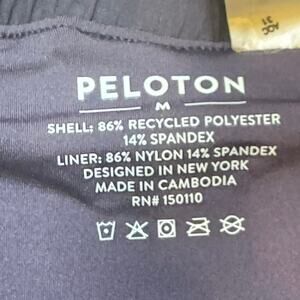 PELOTON
M
SHELL: 86% RECYCLED POLYESTER
14% SPANDEX
LINER: 86% NYLON 14% SPANDEX
DESIGNED IN NEW YORK
MADE IN CAMBODIA
RN# 150110